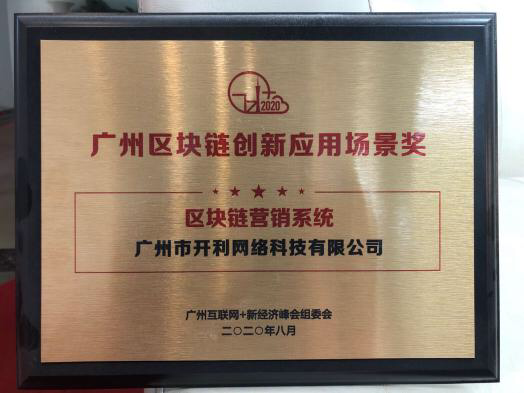 2020
广州区块链创新应用场景奖
区块链营销系统
广州市开利网络科技有限公司
广州互联网+新经济峰会组委会
二〇二〇年八月